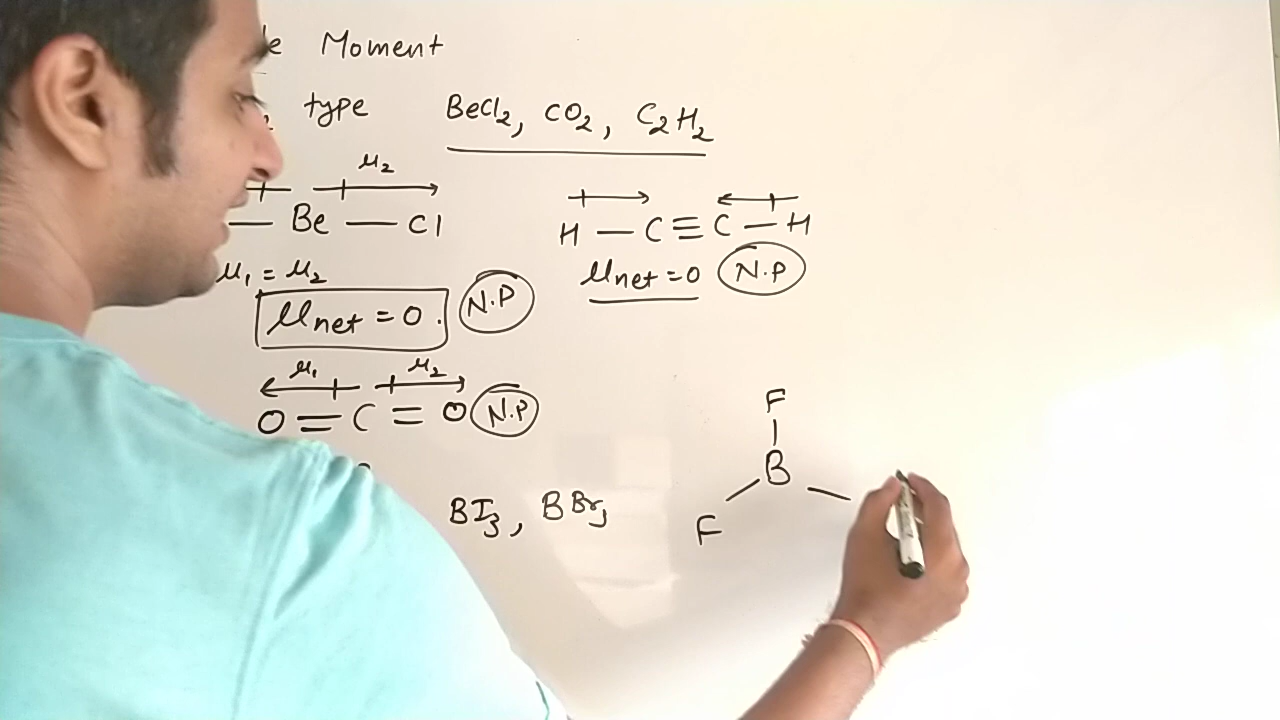 Moment
type BeCl₂, CO₂, C₂H₂
μ₂
— Be — Cl
H — C ≡ C — H
μ₁ = μ₂
μnet = 0 N.P
μnet = 0. N.P
μ₁ μ₂
O = C = O N.P
BI₃, BBr₃
F
B
F